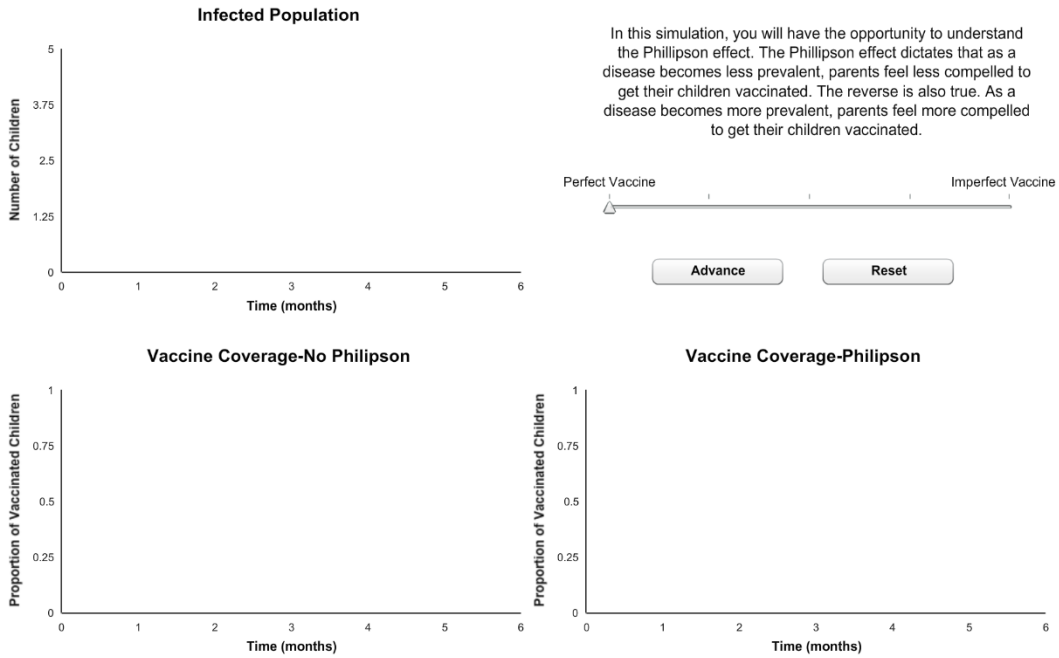 Infected Population
5
3.75
2.5
1.25
0
Number of Children
0 1 2 3 4 5 6
Time (months)
In this simulation, you will have the opportunity to understand
the Phillipson effect. The Phillipson effect dictates that as a
disease becomes less prevalent, parents feel less compelled to
get their children vaccinated. The reverse is also true. As a
disease becomes more prevalent, parents feel more compelled
to get their children vaccinated.
Perfect Vaccine Imperfect Vaccine
Advance Reset
Vaccine Coverage-No Philipson
1
0.75
0.5
0.25
0
Proportion of Vaccinated Children
0 1 2 3 4 5 6
Time (months)
Vaccine Coverage-Philipson
1
0.75
0.5
0.25
0
Proportion of Vaccinated Children
0 1 2 3 4 5 6
Time (months)